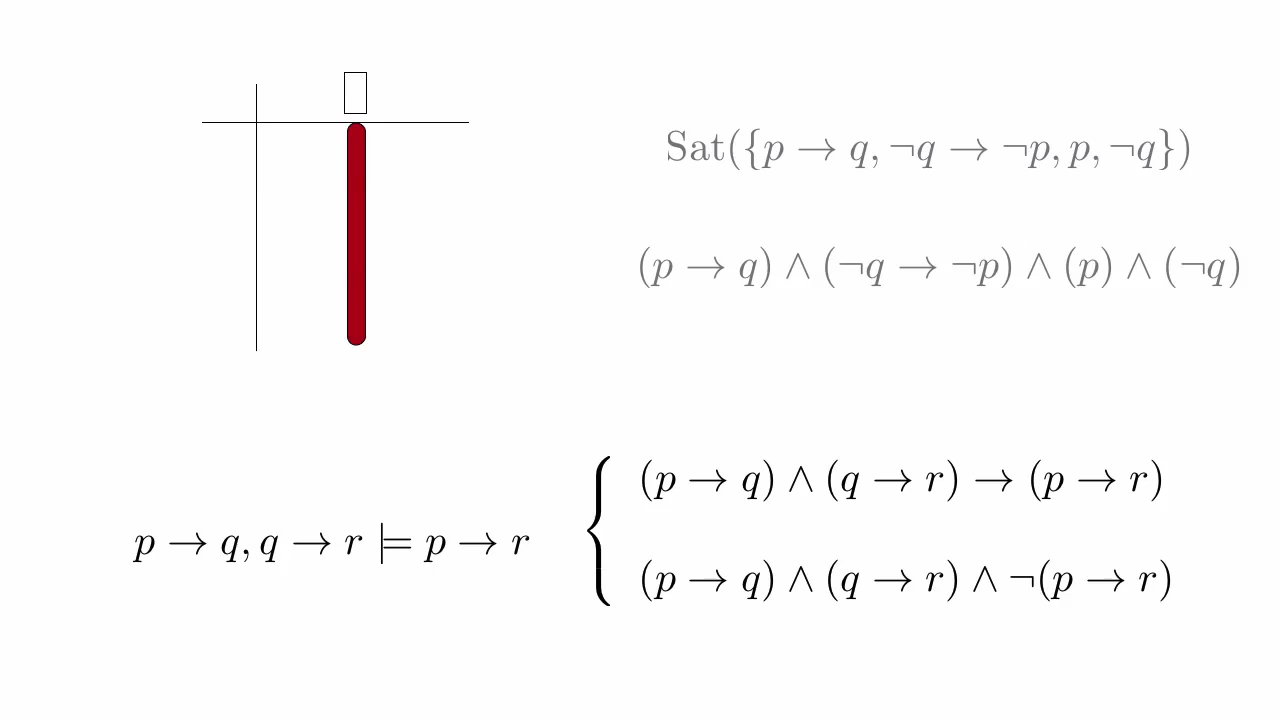 Sat({p → q, ¬q → ¬p, p, ¬q})
(p → q) ∧ (¬q → ¬p) ∧ (p) ∧ (¬q)
(p → q) ∧ (q → r) → (p → r)
p → q, q → r ⊨ p → r
(p → q) ∧ (q → r) ∧ ¬(p → r)